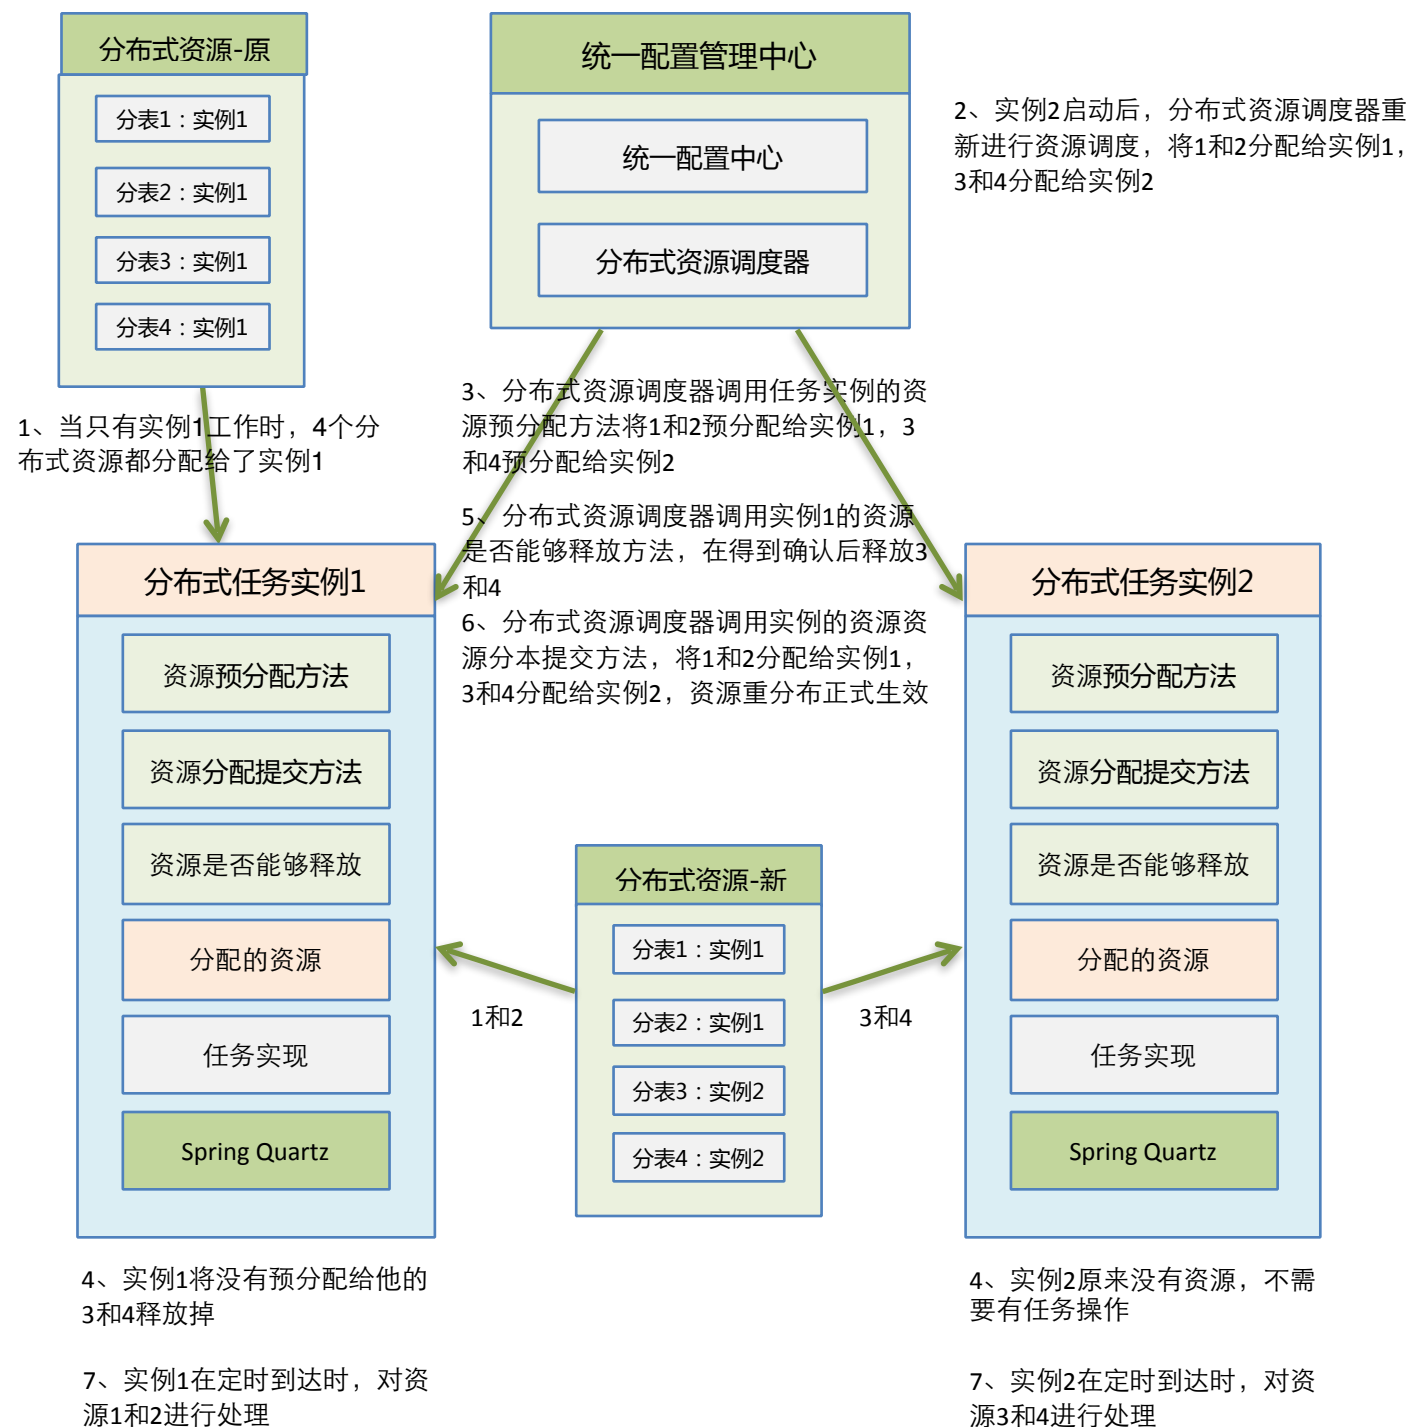 分布式资源-原
分表1：实例1
分表2：实例1
分表3：实例1
分表4：实例1
统一配置管理中心
统一配置中心
分布式资源调度器
2、实例2启动后，分布式资源调度器重
新进行资源调度，将1和2分配给实例1，
3和4分配给实例2
1、当只有实例1工作时，4个分
布式资源都分配给了实例1
3、分布式资源调度器调用任务实例的资
源预分配方法将1和2预分配给实例1，3
和4预分配给实例2
5、分布式资源调度器调用实例1的资源
是否能够释放方法，在得到确认后释放3
和4
6、分布式资源调度器调用实例的资源资
源分本提交方法，将1和2分配给实例1，
3和4分配给实例2，资源重分布正式生效
分布式任务实例1
资源预分配方法
资源分配提交方法
资源是否能够释放
分配的资源
任务实现
Spring Quartz
分布式资源-新
分表1：实例1
分表2：实例1
分表3：实例2
分表4：实例2
1和2
3和4
分布式任务实例2
资源预分配方法
资源分配提交方法
资源是否能够释放
分配的资源
任务实现
Spring Quartz
4、实例1将没有预分配给他的
3和4释放掉
7、实例1在定时到达时，对资
源1和2进行处理
4、实例2原来没有资源，不需
要有任务操作
7、实例2在定时到达时，对资
源3和4进行处理